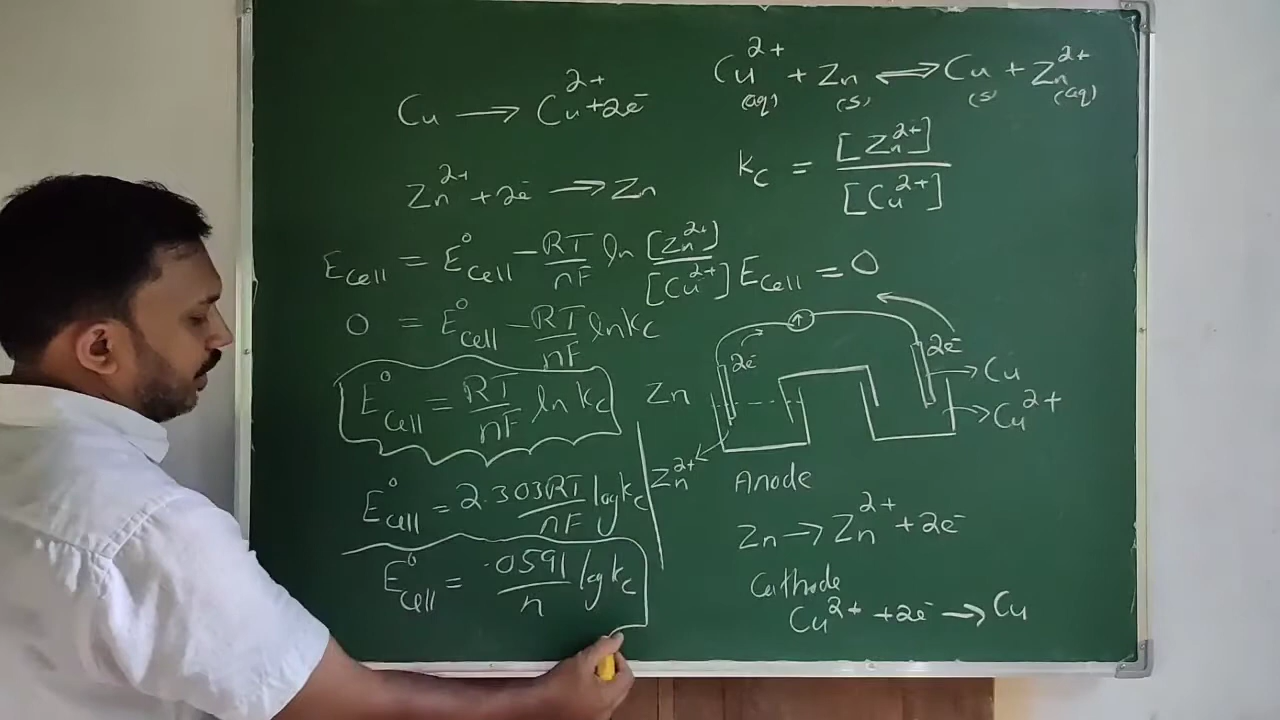 Cu → Cu²⁺ + 2e⁻
Zn²⁺ + 2e⁻ → Zn
E°cell = E°cell - RT/nF ln [Zn²⁺]/[Cu²⁺]
0 = E°cell - RT/nF ln Kc
E°cell = RT/nF ln Kc
E°cell = 2.303RT/nF log Kc
E°cell = .0591/n log Kc
Cu²⁺(aq) + Zn(s) ⇌ Cu(s) + Zn²⁺(aq)
Kc = [Zn²⁺]/[Cu²⁺]
Ecell = 0
2e⁻
2e⁻
Zn
Cu
Cu²⁺
Zn²⁺
Anode
Zn → Zn²⁺ + 2e⁻
Cathode
Cu²⁺ + 2e⁻ → Cu